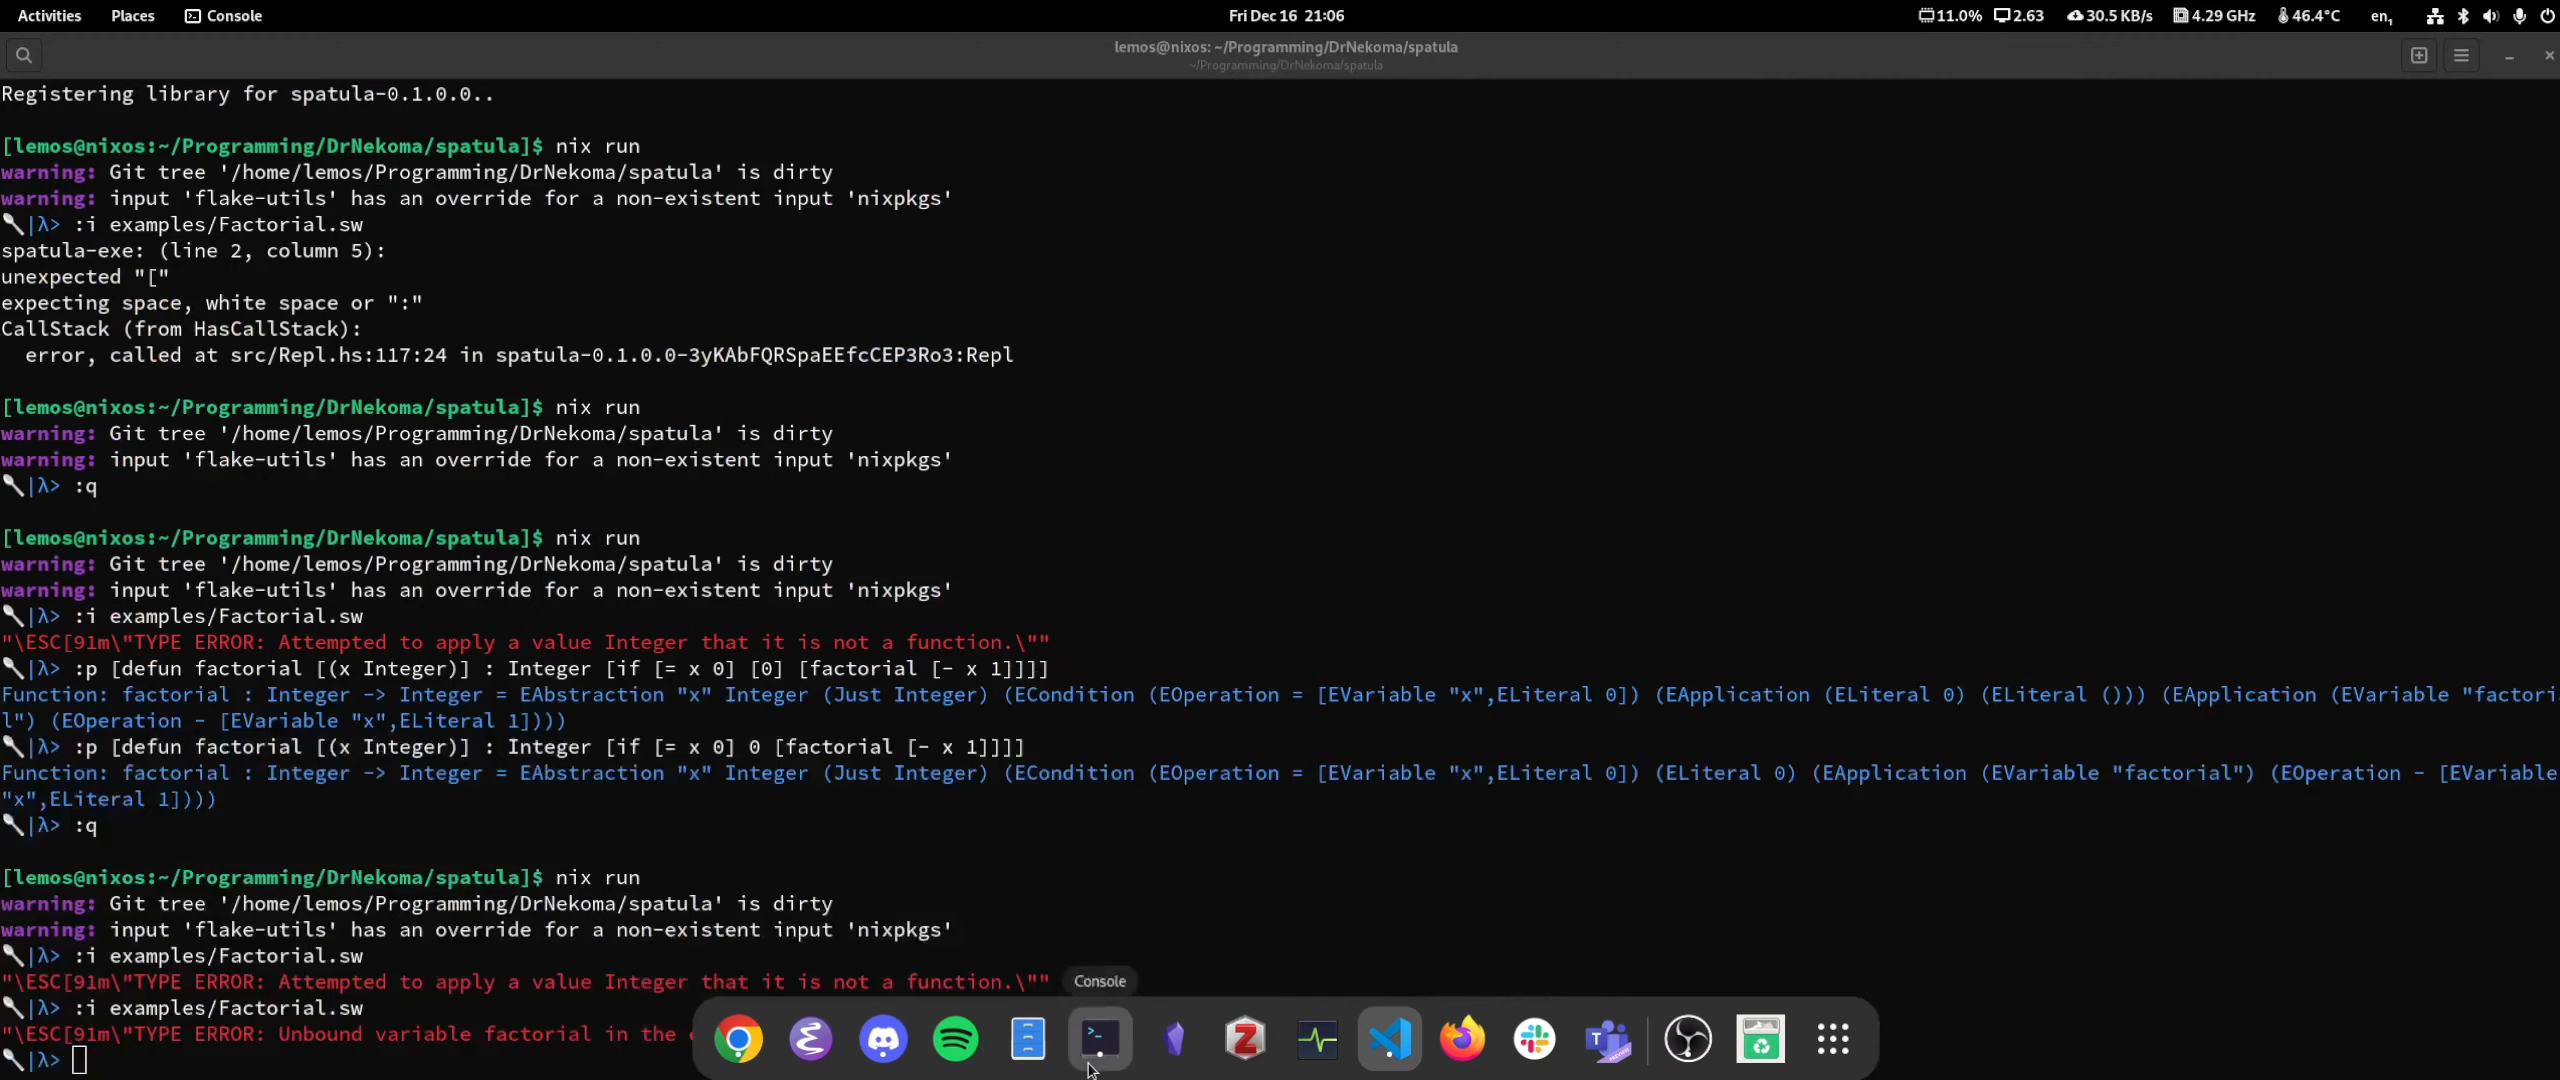 Activities Places Console Fri Dec 16 21:06 11.0% 2.63 30.5 KB/s 4.29 GHz 46.4°C en₁
lemos@nixos: ~/Programming/DrNekoma/spatula
~/Programming/DrNekoma/spatula
Registering library for spatula-0.1.0.0..
[lemos@nixos:~/Programming/DrNekoma/spatula]$ nix run
warning: Git tree '/home/lemos/Programming/DrNekoma/spatula' is dirty
warning: input 'flake-utils' has an override for a non-existent input 'nixpkgs'
🥄|λ> :i examples/Factorial.sw
spatula-exe: (line 2, column 5):
unexpected "["
expecting space, white space or ":"
CallStack (from HasCallStack):
  error, called at src/Repl.hs:117:24 in spatula-0.1.0.0-3yKAbFQRSpaEEfcCEP3Ro3:Repl
[lemos@nixos:~/Programming/DrNekoma/spatula]$ nix run
warning: Git tree '/home/lemos/Programming/DrNekoma/spatula' is dirty
warning: input 'flake-utils' has an override for a non-existent input 'nixpkgs'
🥄|λ> :q
[lemos@nixos:~/Programming/DrNekoma/spatula]$ nix run
warning: Git tree '/home/lemos/Programming/DrNekoma/spatula' is dirty
warning: input 'flake-utils' has an override for a non-existent input 'nixpkgs'
🥄|λ> :i examples/Factorial.sw
"\ESC[91m\"TYPE ERROR: Attempted to apply a value Integer that it is not a function.\""
🥄|λ> :p [defun factorial [(x Integer)] : Integer [if [= x 0] [0] [factorial [- x 1]]]]
Function: factorial : Integer -> Integer = EAbstraction "x" Integer (Just Integer) (ECondition (EOperation = [EVariable "x",ELiteral 0]) (EApplication (ELiteral 0) (ELiteral ())) (EApplication (EVariable "factoria
l") (EOperation - [EVariable "x",ELiteral 1])))
🥄|λ> :p [defun factorial [(x Integer)] : Integer [if [= x 0] 0 [factorial [- x 1]]]]
Function: factorial : Integer -> Integer = EAbstraction "x" Integer (Just Integer) (ECondition (EOperation = [EVariable "x",ELiteral 0]) (ELiteral 0) (EApplication (EVariable "factorial") (EOperation - [EVariable
"x",ELiteral 1])))
🥄|λ> :q
[lemos@nixos:~/Programming/DrNekoma/spatula]$ nix run
warning: Git tree '/home/lemos/Programming/DrNekoma/spatula' is dirty
warning: input 'flake-utils' has an override for a non-existent input 'nixpkgs'
🥄|λ> :i examples/Factorial.sw
"\ESC[91m\"TYPE ERROR: Attempted to apply a value Integer that it is not a function.\""
Console
🥄|λ> :i examples/Factorial.sw
"\ESC[91m\"TYPE ERROR: Unbound variable factorial in the
🥄|λ>